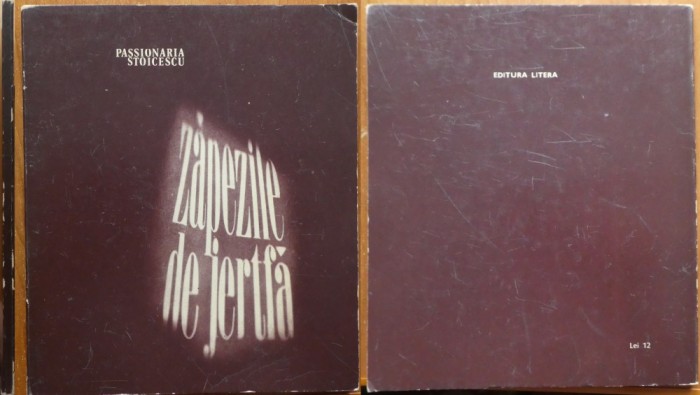 PASSIONARIA
STOICESCU
zăpezile
de jertfă
EDITURA LITERA
Lei 12